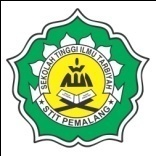 SEKOLAH TINGGI ILMU TARBIYAH
STIT PEMALANG